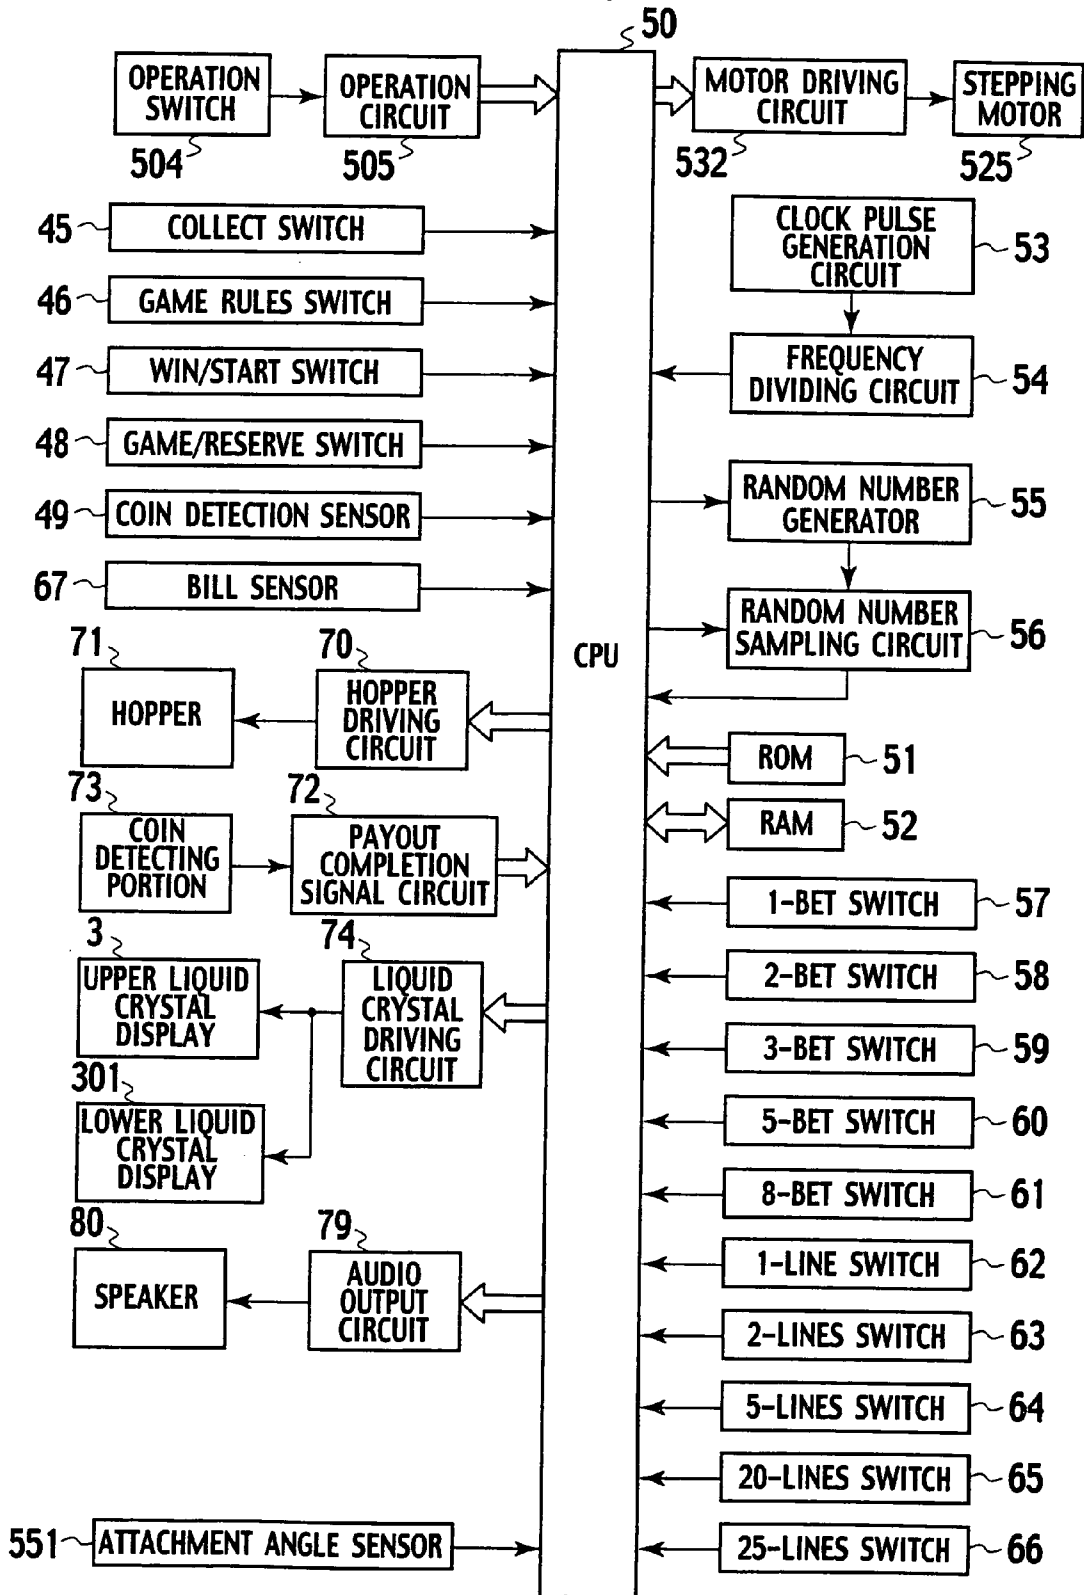 50
OPERATION
SWITCH
504
OPERATION
CIRCUIT
505
MOTOR DRIVING
CIRCUIT
532
STEPPING
MOTOR
525
45
COLLECT SWITCH
46
GAME RULES SWITCH
47
WIN/START SWITCH
48
GAME/RESERVE SWITCH
49
COIN DETECTION SENSOR
67
BILL SENSOR
71
HOPPER
70
HOPPER
DRIVING
CIRCUIT
73
COIN
DETECTING
PORTION
72
PAYOUT
COMPLETION
SIGNAL CIRCUIT
3
UPPER LIQUID
CRYSTAL
DISPLAY
74
LIQUID
CRYSTAL
DRIVING
CIRCUIT
301
LOWER LIQUID
CRYSTAL
DISPLAY
80
SPEAKER
79
AUDIO
OUTPUT
CIRCUIT
551
ATTACHMENT ANGLE SENSOR
CPU
CLOCK PULSE
GENERATION
CIRCUIT
53
FREQUENCY
DIVIDING CIRCUIT
54
RANDOM NUMBER
GENERATOR
55
RANDOM NUMBER
SAMPLING CIRCUIT
56
ROM
51
RAM
52
1-BET SWITCH
57
2-BET SWITCH
58
3-BET SWITCH
59
5-BET SWITCH
60
8-BET SWITCH
61
1-LINE SWITCH
62
2-LINES SWITCH
63
5-LINES SWITCH
64
20-LINES SWITCH
65
25-LINES SWITCH
66